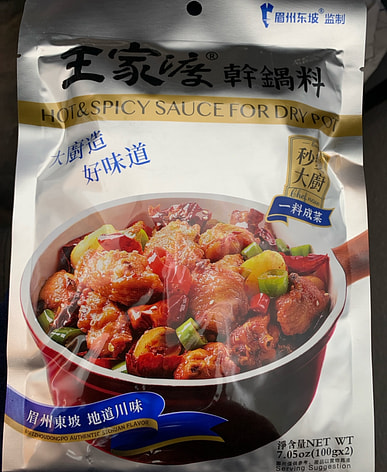 眉州东坡® 监制
王家渡® 幹鍋料
HOT&SPICY SAUCE FOR DRY POT
大廚造
好味道
秒變
大廚
一料成菜
眉州東坡 地道川味
MEIZHOUDONGPO AUTHENTIC SICHUAN FLAVOR
淨含量NET WT
7.05oz(100gx2)
Serving Suggestion